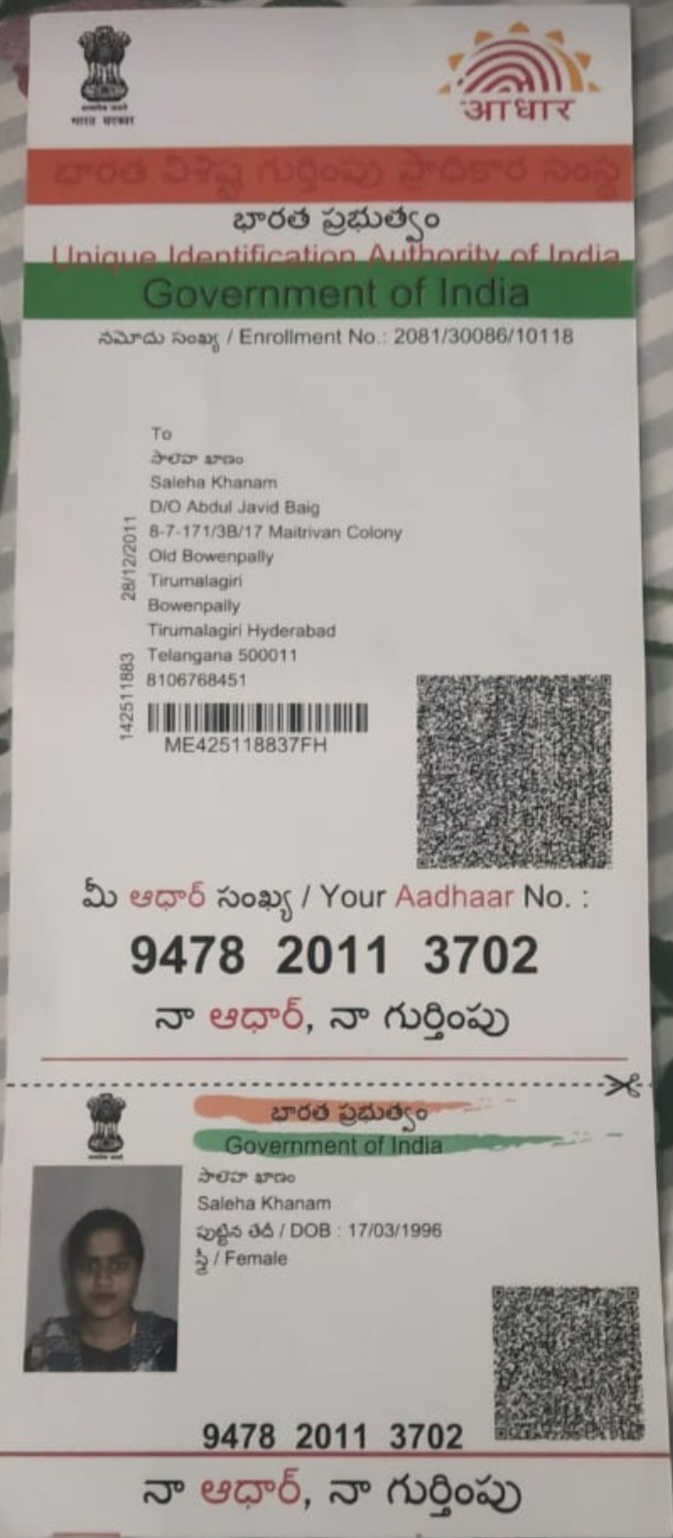 भारत सरकार
आधार
భారత విశిష్ట గుర్తింపు ప్రాధికార సంస్థ
భారత ప్రభుత్వం
Unique Identification Authority of India
Government of India
నమోదు సంఖ్య / Enrollment No.: 2081/30086/10118
To
సాలెహ ఖాణం
Saleha Khanam
D/O Abdul Javid Baig
8-7-171/3B/17 Maitrivan Colony
Old Bowenpally
Tirumalagiri
Bowenpally
Tirumalagiri Hyderabad
Telangana 500011
8106768451
28/12/2011
142511883
ME425118837FH
మీ ఆధార్ సంఖ్య / Your Aadhaar No. :
9478 2011 3702
నా ఆధార్, నా గుర్తింపు
భారత ప్రభుత్వం
Government of India
సాలెహ ఖాణం
Saleha Khanam
పుట్టిన తేదీ / DOB : 17/03/1996
స్త్రీ / Female
9478 2011 3702
నా ఆధార్, నా గుర్తింపు